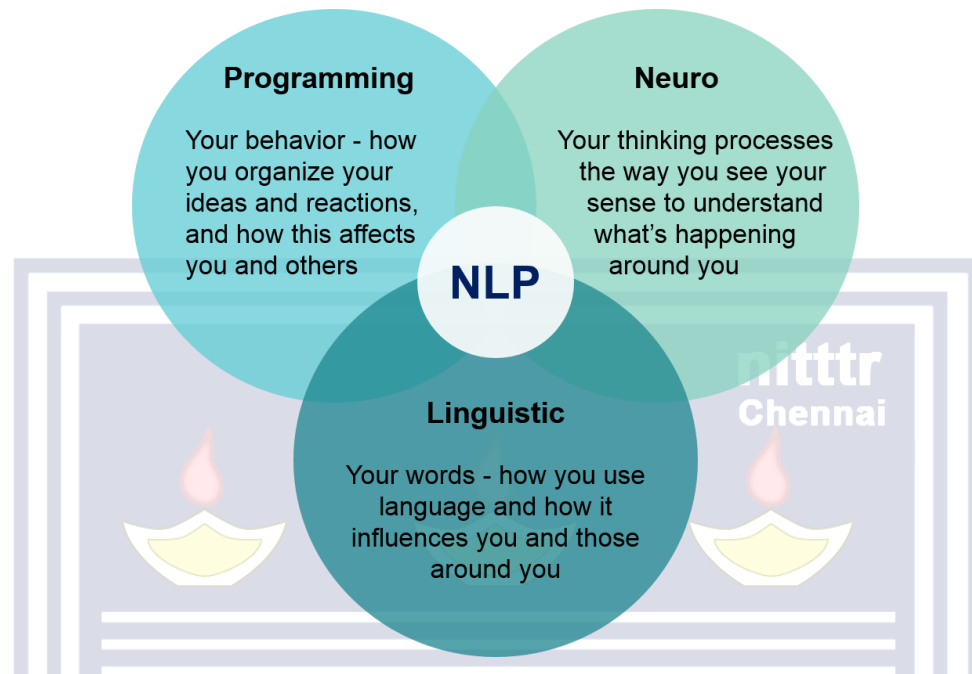 Programming
Your behavior - how
you organize your
ideas and reactions,
and how this affects
you and others
Neuro
Your thinking processes
the way you see your
sense to understand
what's happening
around you
NLP
nitttr
Chennai
Linguistic
Your words - how you use
language and how it
influences you and those
around you